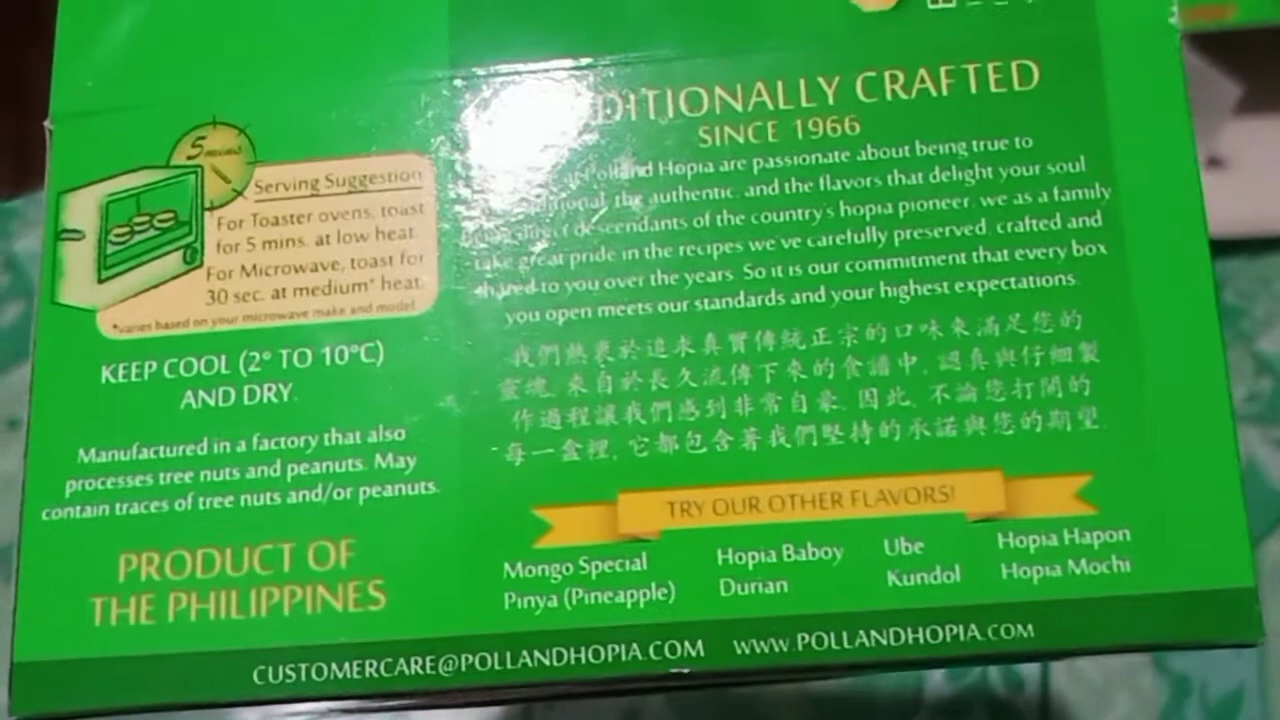 5 mins
Serving Suggestion
For Toaster ovens, toast
for 5 mins. at low heat.
For Microwave, toast for
30 sec. at medium* heat.
*varies based on your microwave make and model.
KEEP COOL (2° TO 10°C)
AND DRY.
Manufactured in a factory that also
processes tree nuts and peanuts. May
contain traces of tree nuts and/or peanuts.
PRODUCT OF
THE PHILIPPINES
DITIONALLY CRAFTED
SINCE 1966
at Polland Hopia are passionate about being true to
the authentic, and the flavors that delight your soul.
direct descendants of the country's hopia pioneer, we as a family
take great pride in the recipes we've carefully preserved, crafted and
shared to you over the years. So it is our commitment that every box
you open meets our standards and your highest expectations.
我們熱衷於追求真實傳統正宗的口味來滿足您的
靈魂, 來自於長久流傳下來的食譜中, 認真與仔細製
作過程讓我們感到非常自豪, 因此, 不論您打開的
每一盒裡, 它都包含著我們堅持的承諾與您的期望.
TRY OUR OTHER FLAVORS!
Mongo Special Hopia Baboy Ube Hopia Hapon
Pinya (Pineapple) Durian Kundol Hopia Mochi
CUSTOMERCARE@POLLANDHOPIA.COM WWW.POLLANDHOPIA.COM